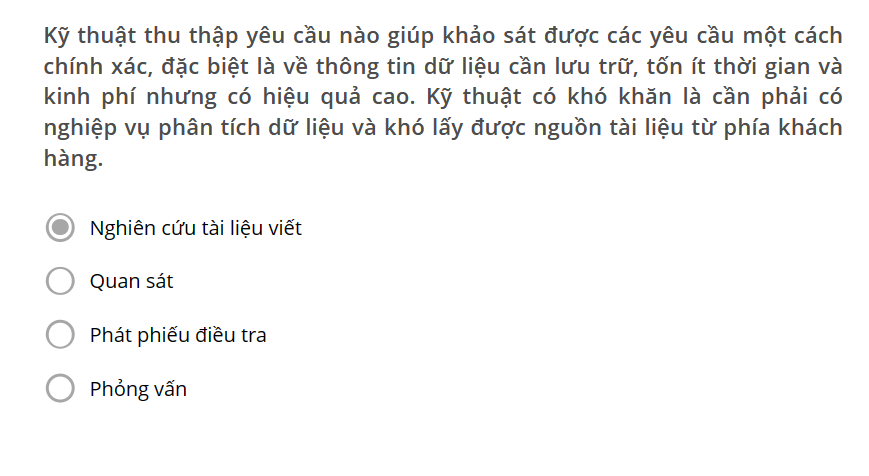 Kỹ thuật thu thập yêu cầu nào giúp khảo sát được các yêu cầu một cách
chính xác, đặc biệt là về thông tin dữ liệu cần lưu trữ, tốn ít thời gian và
kinh phí nhưng có hiệu quả cao. Kỹ thuật có khó khăn là cần phải có
nghiệp vụ phân tích dữ liệu và khó lấy được nguồn tài liệu từ phía khách
hàng.
Nghiên cứu tài liệu viết
Quan sát
Phát phiếu điều tra
Phỏng vấn